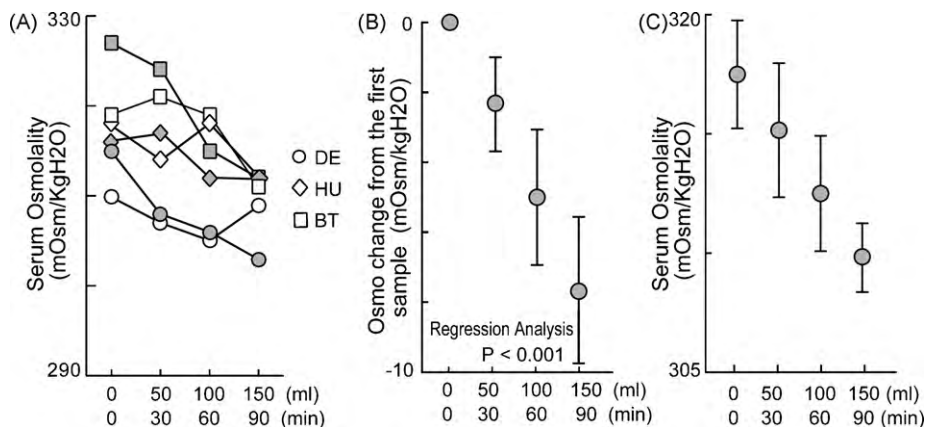 (A)
330
290
Serum Osmolality
(mOsm/KgH2O)
DE
HU
BT
0 50 100 150 (ml)
0 30 60 90 (min)
(B)
0
-10
Osmo change from the first
sample (mOsm/kgH2O)
Regression Analysis
P < 0.001
0 50 100 150 (ml)
0 30 60 90 (min)
(C)
320
305
Serum Osmolality
(mOsm/KgH2O)
0 50 100 150 (ml)
0 30 60 90 (min)